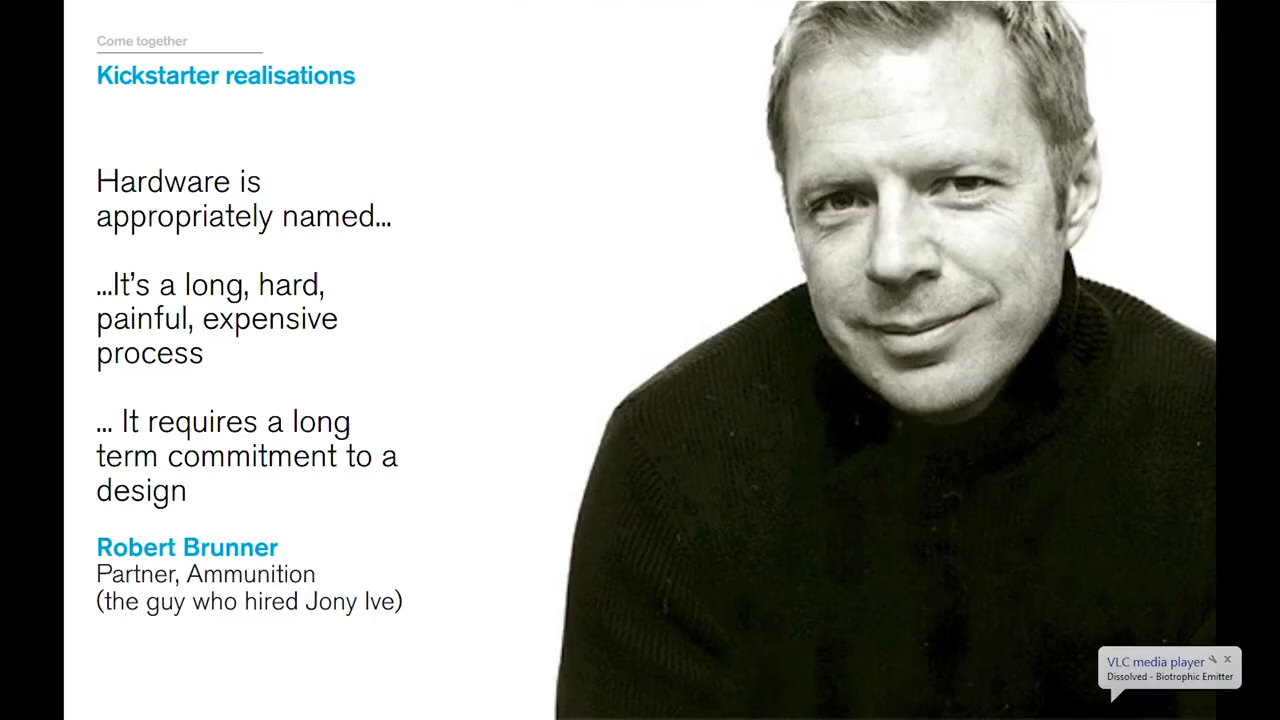 Come together
Kickstarter realisations
Hardware is
appropriately named...
...It’s a long, hard,
painful, expensive
process
... It requires a long
term commitment to a
design
Robert Brunner
Partner, Ammunition
(the guy who hired Jony Ive)
VLC media player
Dissolved - Biotrophic Emitter